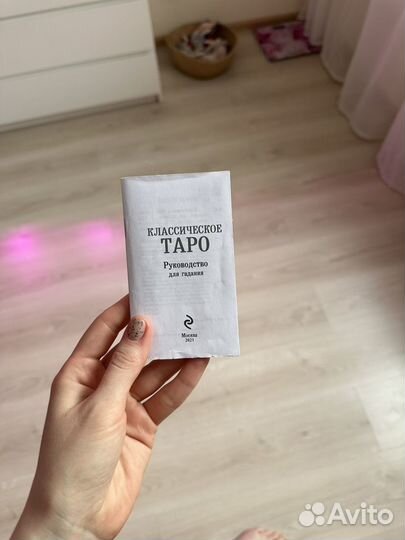 КЛАССИЧЕСКОЕ
ТАРО
Руководство
для гадания
Москва
2021
Avito